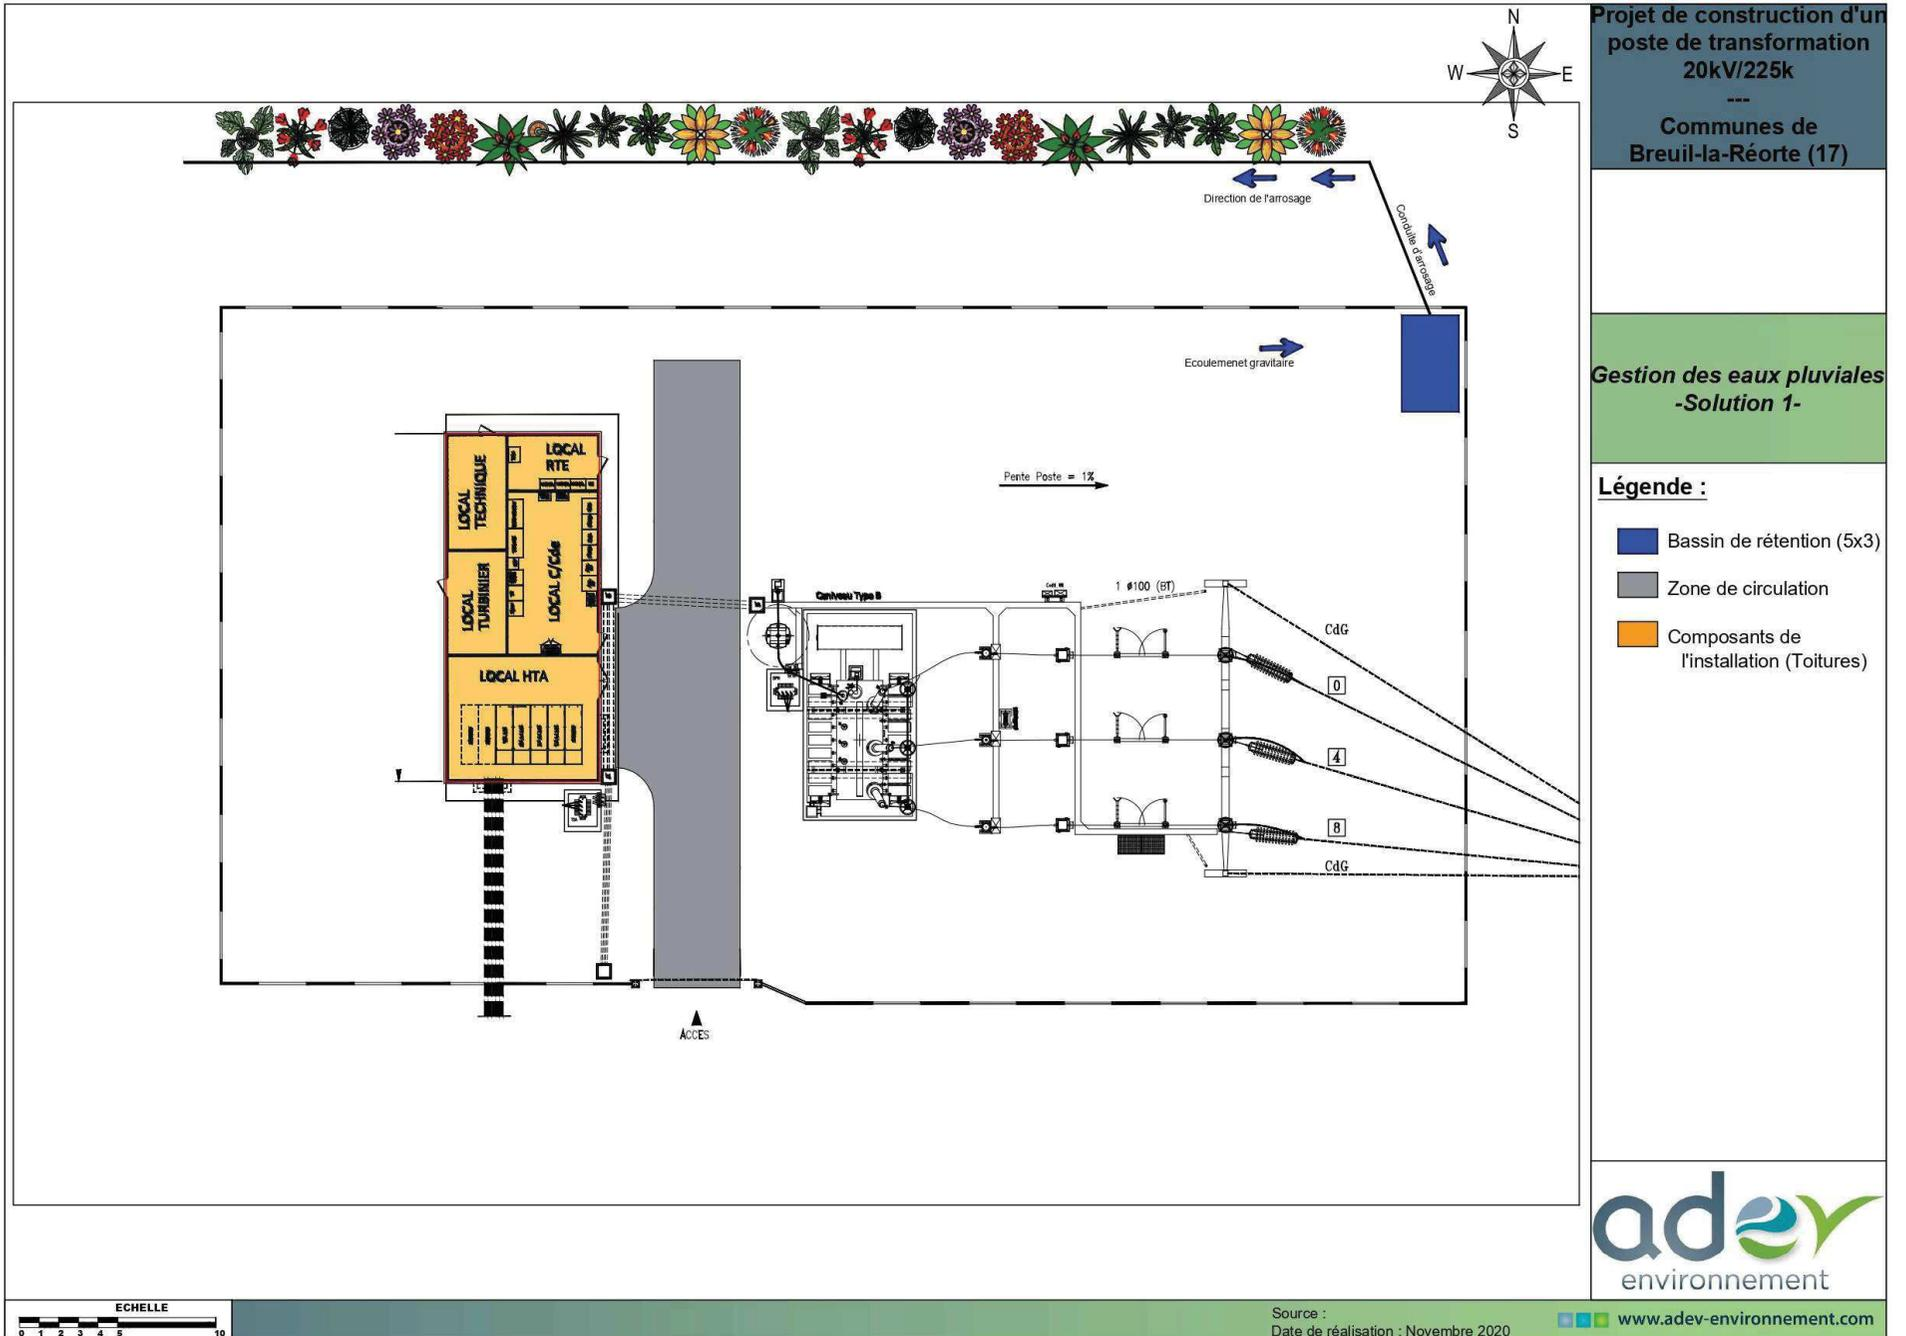 Projet de construction d'un
poste de transformation
20kV/225k
---
Communes de
Breuil-la-Réorte (17)
N
W
E
S
Direction de l'arrosage
Conduite d'arrosage
Ecoulemenet gravitaire
Gestion des eaux pluviales
-Solution 1-
Légende :
Bassin de rétention (5x3)
Zone de circulation
Composants de
l'installation (Toitures)
LOCAL
TECHNIQUE
LOCAL
RTE
LOCAL
TURBINIER
LOCAL C/Cde
LOCAL HTA
Pente Poste = 1%
Caniveau Type B
1 ø100 (BT)
CdG
0
4
8
CdG
ACCES
adev
environnement
ECHELLE
0 1 2 3 4 5 10
Source :
Date de réalisation : Novembre 2020
www.adev-environnement.com